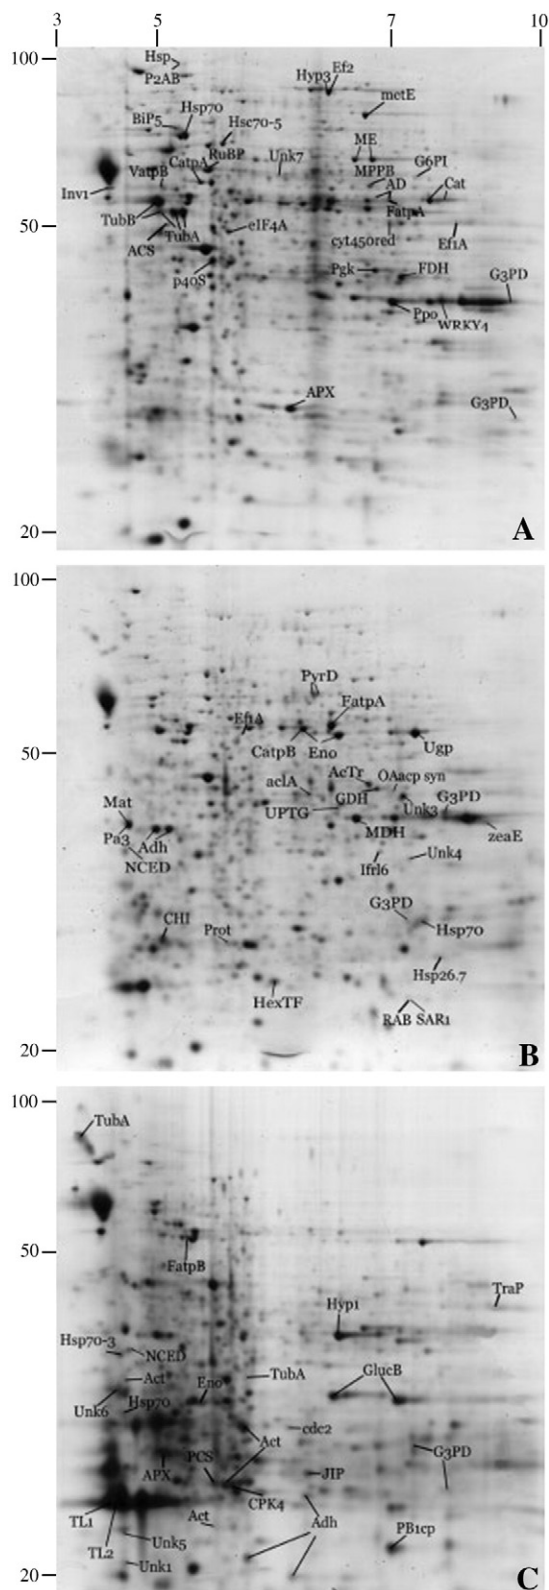 3 5 7 10
100
Hsp
P2AB
Hyp3 Ef2
metE
Hsp70
BiP5
Hsc70-5
RuBP
CatpA
VatpB
Unk7
ME
MPPB
G6PI
AD
Cat
Inv1
TubB
TubA
ACS
eIF4A
FatpA
50
cyt450red
Ef1A
p40S
Pgk
FDH
G3PD
Ppo
WRKY4
APX
G3PD
20
A
100
PyrD
FatpA
Ef1A
CatpB
Eno
Ugp
50
AcTr
OAacp syn
aclA
GDH
UPTG
Unk3
G3PD
Mat
Pa3
Adh
NCED
MDH
zeaE
Ifrl6
Unk4
G3PD
CHI
Prot
Hsp70
Hsp26.7
HexTF
RAB SAR1
20
B
100
TubA
50
FatpB
TraP
Hyp1
Hsp70-3
NCED
Act
TubA
GlucB
Eno
Unk6
Hsp70
cdc2
Act
G3PD
APX
PCS
JIP
CPK4
TL1
Act
Adh
TL2
Unk5
PB1cp
Unk1
20
C